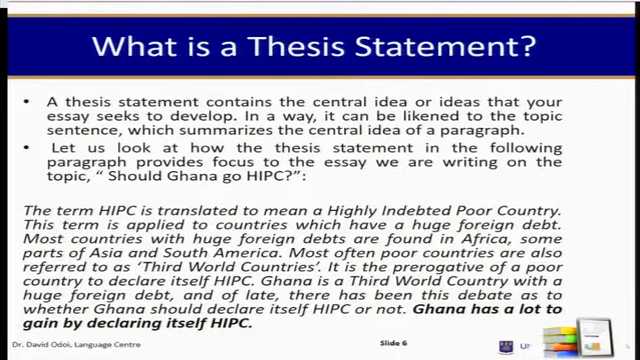 What is a Thesis Statement?
• A thesis statement contains the central idea or ideas that your
essay seeks to develop. In a way, it can be likened to the topic
sentence, which summarizes the central idea of a paragraph.
• Let us look at how the thesis statement in the following
paragraph provides focus to the essay we are writing on the
topic, “ Should Ghana go HIPC?”:
The term HIPC is translated to mean a Highly Indebted Poor Country.
This term is applied to countries which have a huge foreign debt.
Most countries with huge foreign debts are found in Africa, some
parts of Asia and South America. Most often poor countries are also
referred to as ‘Third World Countries’. It is the prerogative of a poor
country to declare itself HIPC. Ghana is a Third World Country with a
huge foreign debt, and of late, there has been this debate as to
whether Ghana should declare itself HIPC or not. Ghana has a lot to
gain by declaring itself HIPC.
Dr. David Odoi, Language Centre
Slide 6